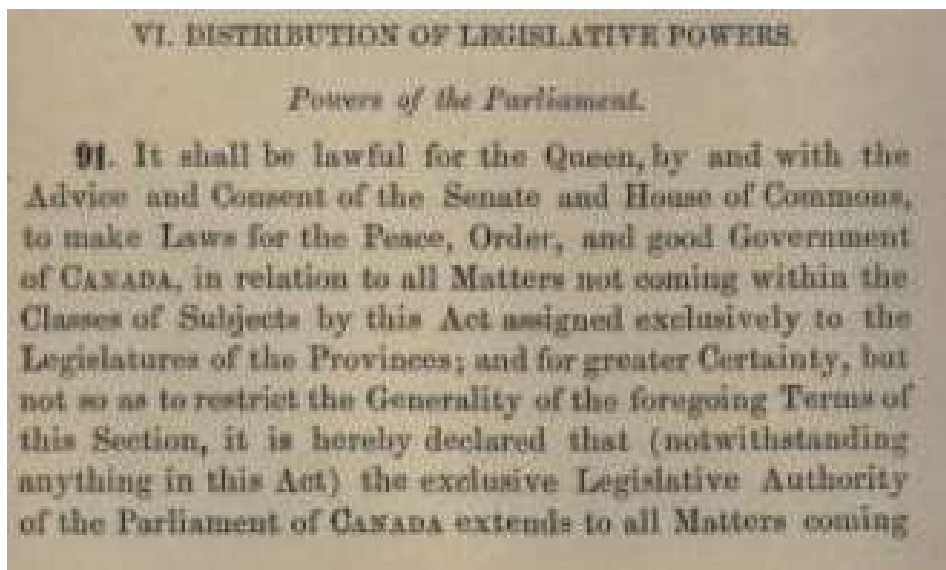 VI. DISTRIBUTION OF LEGISLATIVE POWERS.
Powers of the Parliament.
91. It shall be lawful for the Queen, by and with the
Advice and Consent of the Senate and House of Commons,
to make Laws for the Peace, Order, and good Government
of CANADA, in relation to all Matters not coming within the
Classes of Subjects by this Act assigned exclusively to the
Legislatures of the Provinces; and for greater Certainty, but
not so as to restrict the Generality of the foregoing Terms of
this Section, it is hereby declared that (notwithstanding
anything in this Act) the exclusive Legislative Authority
of the Parliament of CANADA extends to all Matters coming